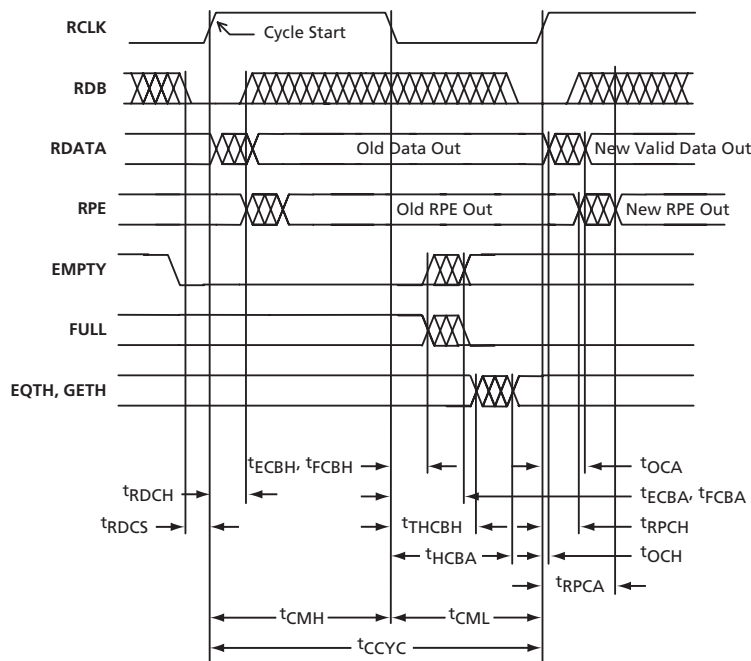 RCLK
Cycle Start
RDB
RDATA
Old Data Out
New Valid Data Out
RPE
Old RPE Out
New RPE Out
EMPTY
FULL
EQTH, GETH
tECBH, tFCBH
tOCA
tRDCH
tECBA, tFCBA
tRDCS
tTHCBH
tRPCH
tHCBA
tOCH
tRPCA
tCMH
tCML
tCCYC